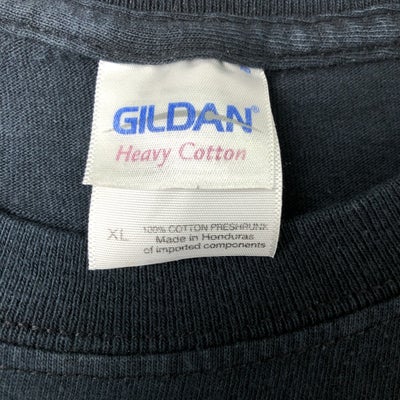 GILDAN®
Heavy Cotton
XL
100% COTTON PRESHRUNK
Made in Honduras
of imported components